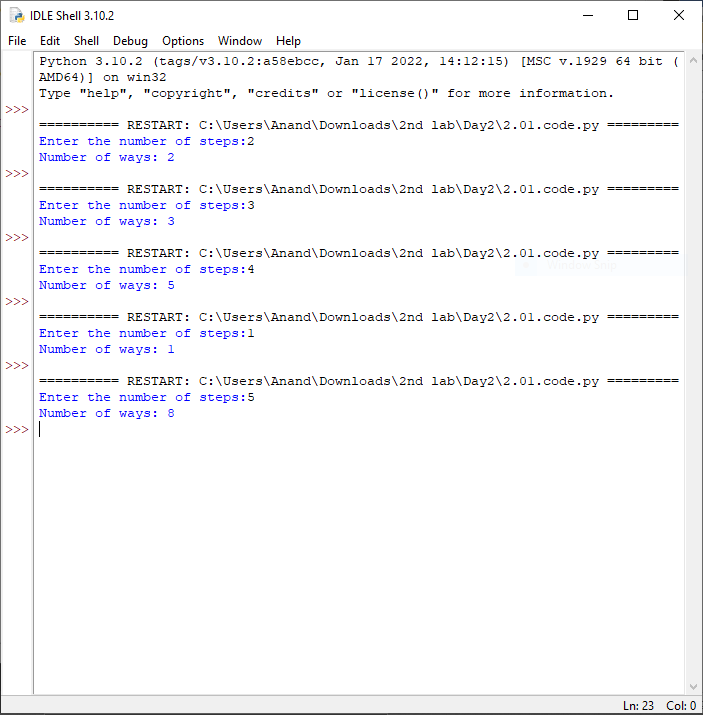 IDLE Shell 3.10.2
File Edit Shell Debug Options Window Help
Python 3.10.2 (tags/v3.10.2:a58ebcc, Jan 17 2022, 14:12:15) [MSC v.1929 64 bit (
AMD64)] on win32
Type "help", "copyright", "credits" or "license()" for more information.
>>>
========== RESTART: C:\Users\Anand\Downloads\2nd lab\Day2\2.01.code.py =========
Enter the number of steps:2
Number of ways: 2
>>>
========== RESTART: C:\Users\Anand\Downloads\2nd lab\Day2\2.01.code.py =========
Enter the number of steps:3
Number of ways: 3
>>>
========== RESTART: C:\Users\Anand\Downloads\2nd lab\Day2\2.01.code.py =========
Enter the number of steps:4
Number of ways: 5
>>>
========== RESTART: C:\Users\Anand\Downloads\2nd lab\Day2\2.01.code.py =========
Enter the number of steps:1
Number of ways: 1
>>>
========== RESTART: C:\Users\Anand\Downloads\2nd lab\Day2\2.01.code.py =========
Enter the number of steps:5
Number of ways: 8
>>>
Ln: 23 Col: 0